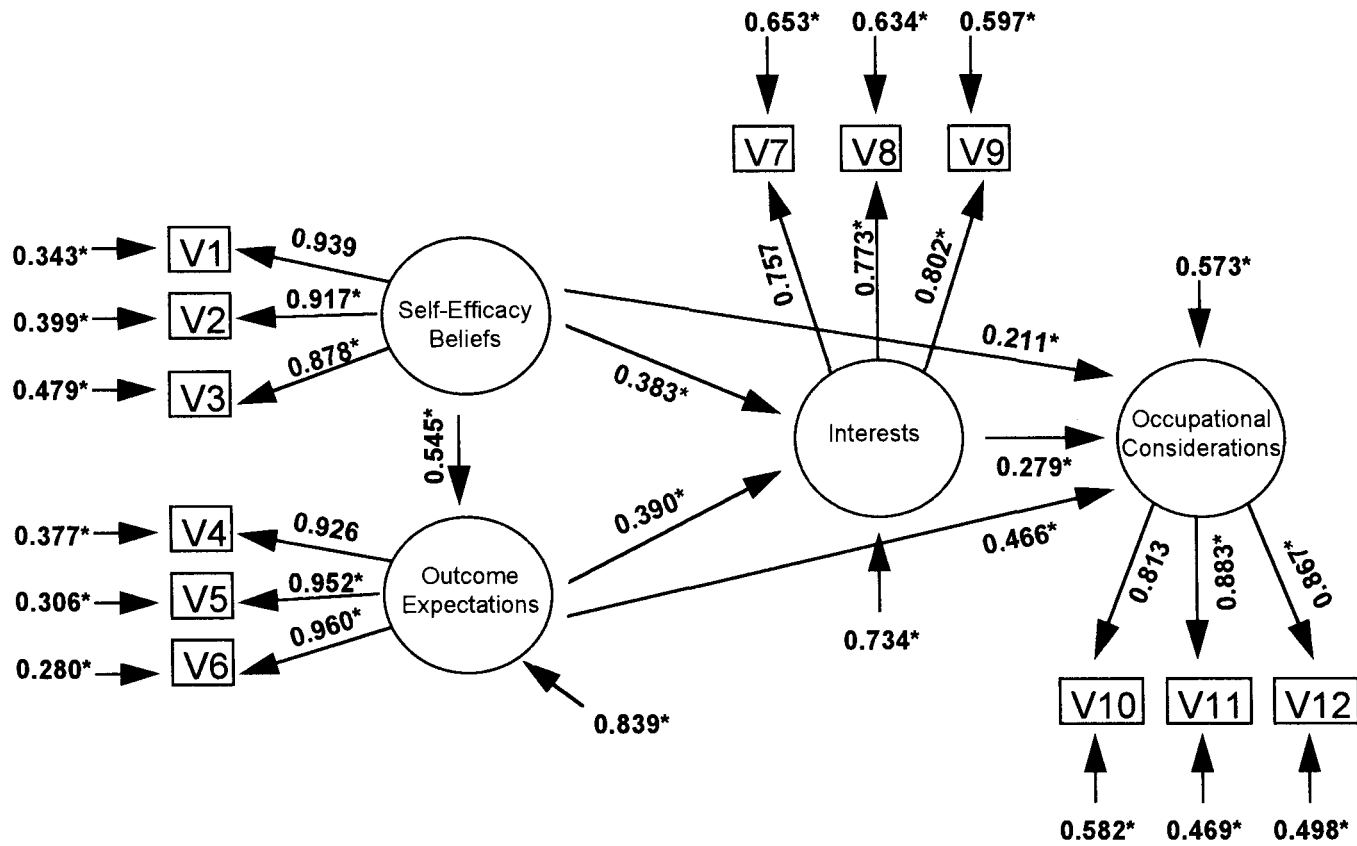 0.653*
0.634*
0.597*
V7
V8
V9
0.757
0.773*
0.802*
0.343*
V1
0.939
0.399*
V2
0.917*
0.479*
V3
0.878*
Self-Efficacy
Beliefs
0.573*
0.211*
0.383*
Interests
0.279*
Occupational
Considerations
0.545*
0.377*
V4
0.926
0.306*
V5
0.952*
0.280*
V6
0.960*
Outcome
Expectations
0.390*
0.466*
0.734*
0.839*
0.813
0.883*
0.867*
V10
V11
V12
0.582*
0.469*
0.498*